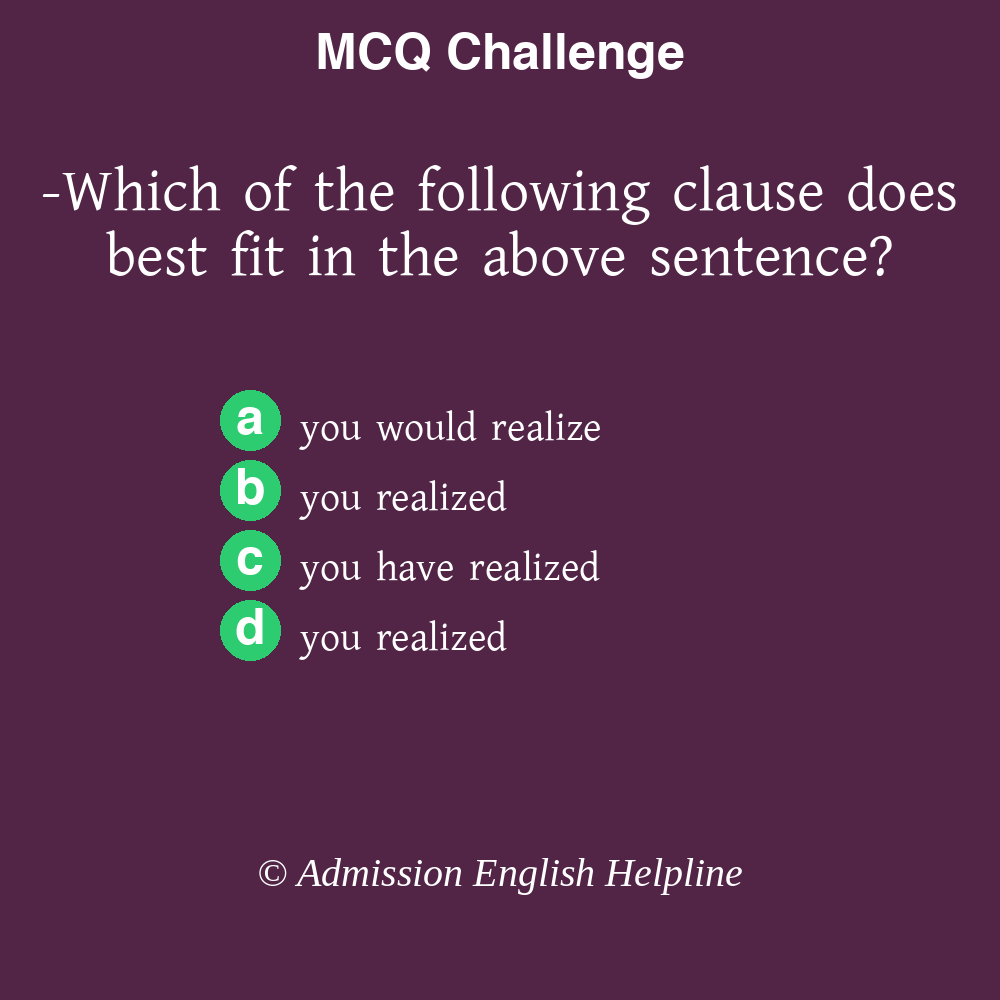 MCQ Challenge
-Which of the following clause does
best fit in the above sentence?
a you would realize
b you realized
c you have realized
d you realized
© Admission English Helpline